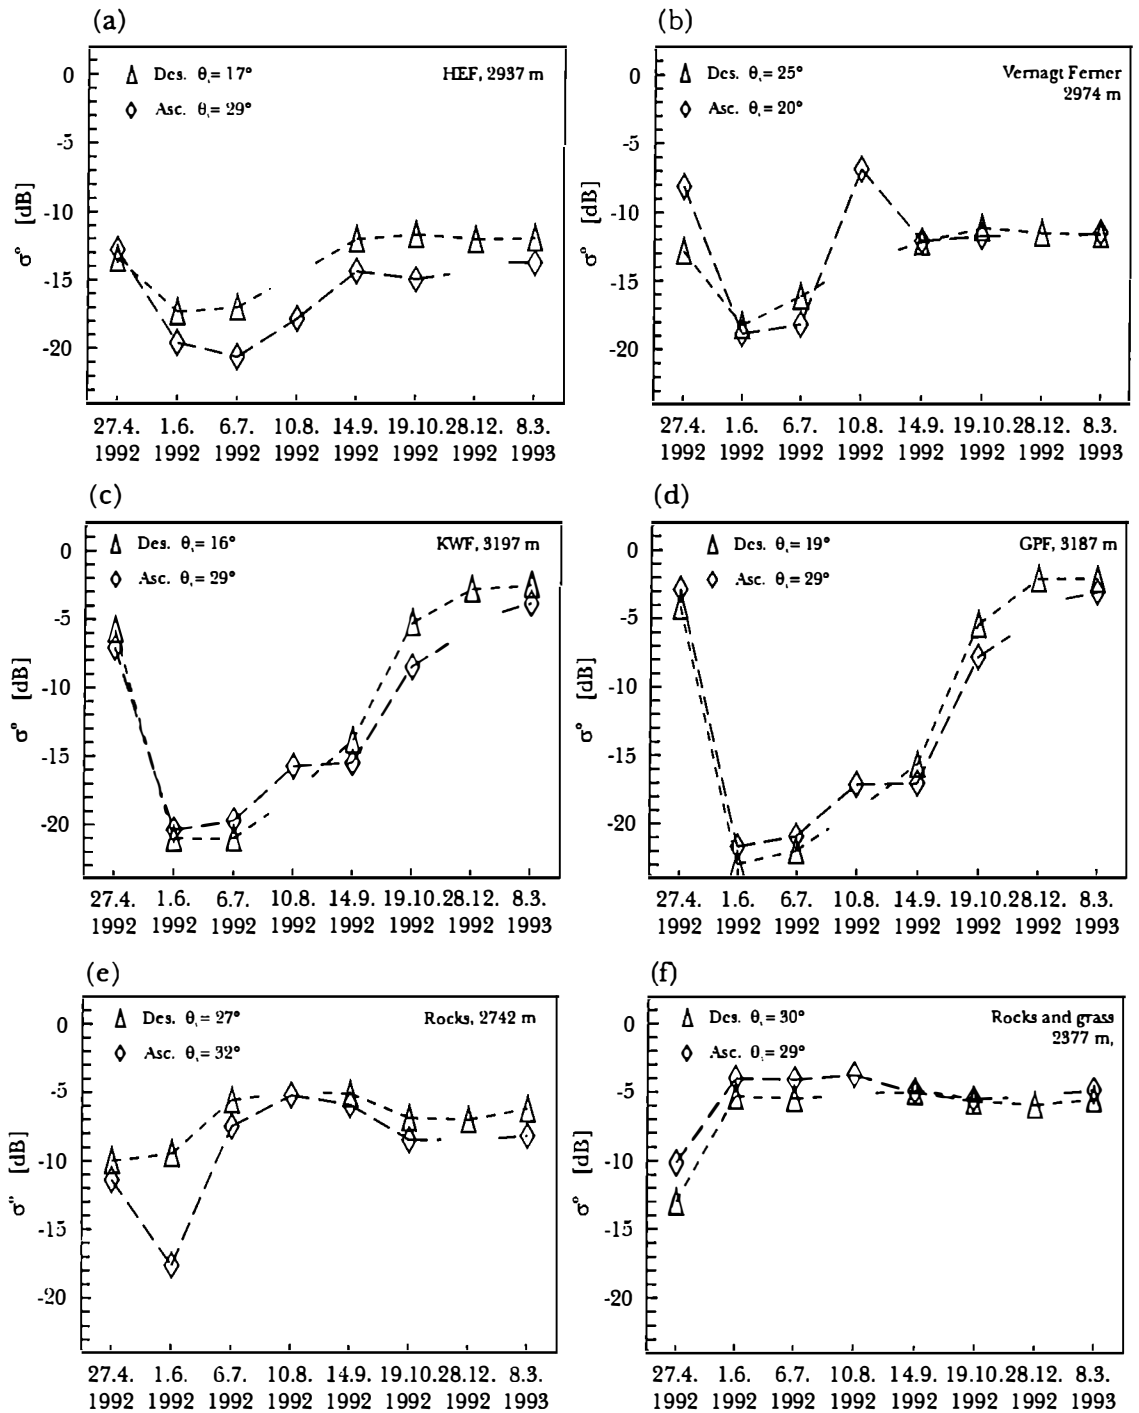 (a)
Des. θᵢ= 17°
HEF, 2937 m
Asc. θᵢ= 29°
0
-5
-10
-15
-20
σ° [dB]
27.4. 1.6. 6.7. 10.8. 14.9. 19.10. 28.12. 8.3.
1992 1992 1992 1992 1992 1992 1992 1993
(b)
Des. θᵢ= 25°
Vernagt Ferner
2974 m
Asc. θᵢ= 20°
0
-5
-10
-15
-20
σ° [dB]
27.4. 1.6. 6.7. 10.8. 14.9. 19.10. 28.12. 8.3.
1992 1992 1992 1992 1992 1992 1992 1993
(c)
Des. θᵢ= 16°
KWF, 3197 m
Asc. θᵢ= 29°
0
-5
-10
-15
-20
σ° [dB]
27.4. 1.6. 6.7. 10.8. 14.9. 19.10. 28.12. 8.3.
1992 1992 1992 1992 1992 1992 1992 1993
(d)
Des. θᵢ= 19°
GPF, 3187 m
Asc. θᵢ= 29°
0
-5
-10
-15
-20
σ° [dB]
27.4. 1.6. 6.7. 10.8. 14.9. 19.10. 28.12. 8.3.
1992 1992 1992 1992 1992 1992 1992 1993
(e)
Des. θᵢ= 27°
Rocks, 2742 m
Asc. θᵢ= 32°
0
-5
-10
-15
-20
σ° [dB]
27.4. 1.6. 6.7. 10.8. 14.9. 19.10. 28.12. 8.3.
1992 1992 1992 1992 1992 1992 1992 1993
(f)
Des. θᵢ= 30°
Rocks and grass
2377 m,
Asc. θᵢ= 29°
0
-5
-10
-15
-20
σ° [dB]
27.4. 1.6. 6.7. 10.8. 14.9. 19.10. 28.12. 8.3.
1992 1992 1992 1992 1992 1992 1992 1993